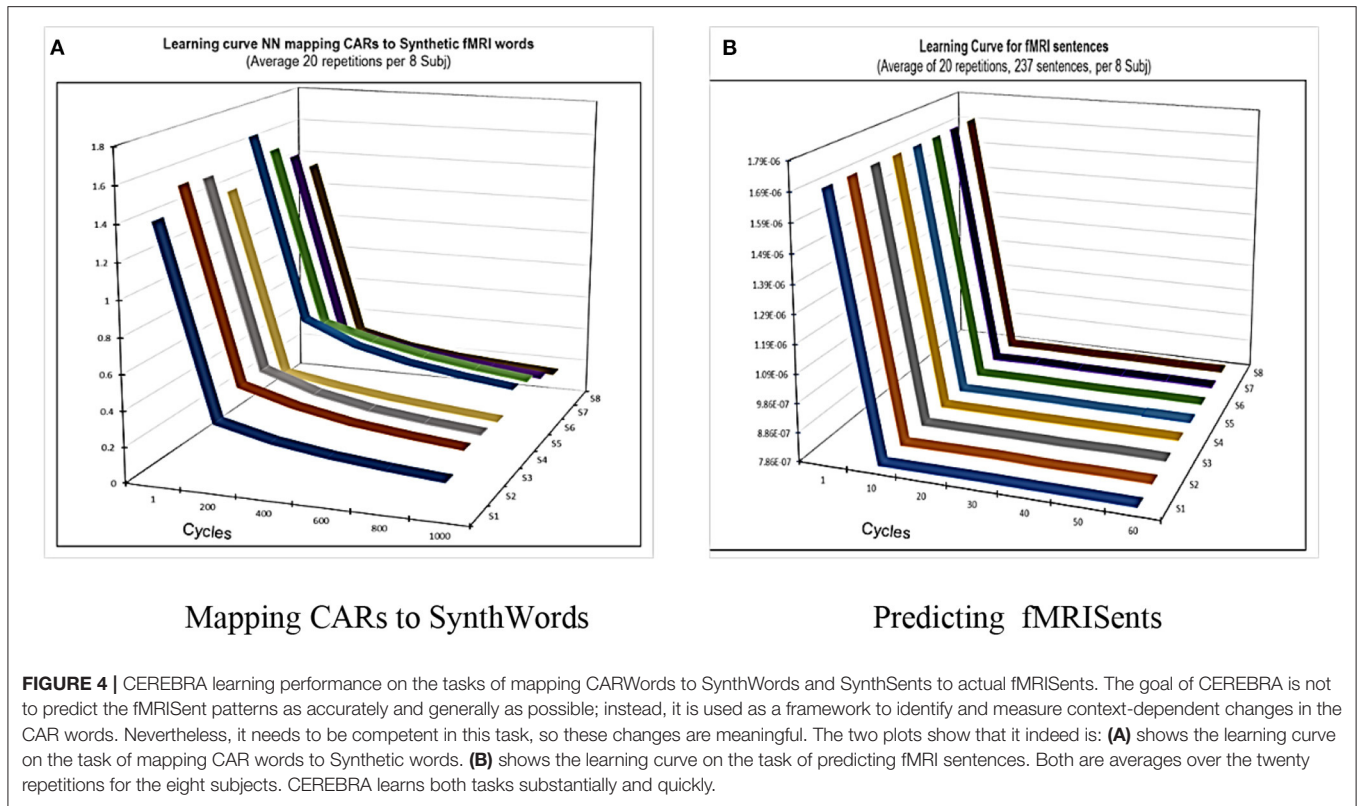 A
Learning curve NN mapping CARs to Synthetic fMRI words
(Average 20 repetitions per 8 Subj)
1.8
1.6
1.4
1.2
1
0.8
0.6
0.4
0.2
0
1
200
400
600
800
1000
Cycles
S1
S2
S3
S4
S5
S6
S7
S8
Mapping CARs to SynthWords
B
Learning Curve for fMRI sentences
(Average of 20 repetitions, 237 sentences, per 8 Subj)
1.79E-06
1.69E-06
1.59E-06
1.49E-06
1.39E-06
1.29E-06
1.19E-06
1.09E-06
9.86E-07
8.86E-07
7.86E-07
1
10
20
30
40
50
60
Cycles
S1
S2
S3
S4
S5
S6
S7
S8
Predicting fMRISents
FIGURE 4 | CEREBRA learning performance on the tasks of mapping CARWords to SynthWords and SynthSents to actual fMRISents. The goal of CEREBRA is not
to predict the fMRISent patterns as accurately and generally as possible; instead, it is used as a framework to identify and measure context-dependent changes in the
CAR words. Nevertheless, it needs to be competent in this task, so these changes are meaningful. The two plots show that it indeed is: (A) shows the learning curve
on the task of mapping CAR words to Synthetic words. (B) shows the learning curve on the task of predicting fMRI sentences. Both are averages over the twenty
repetitions for the eight subjects. CEREBRA learns both tasks substantially and quickly.